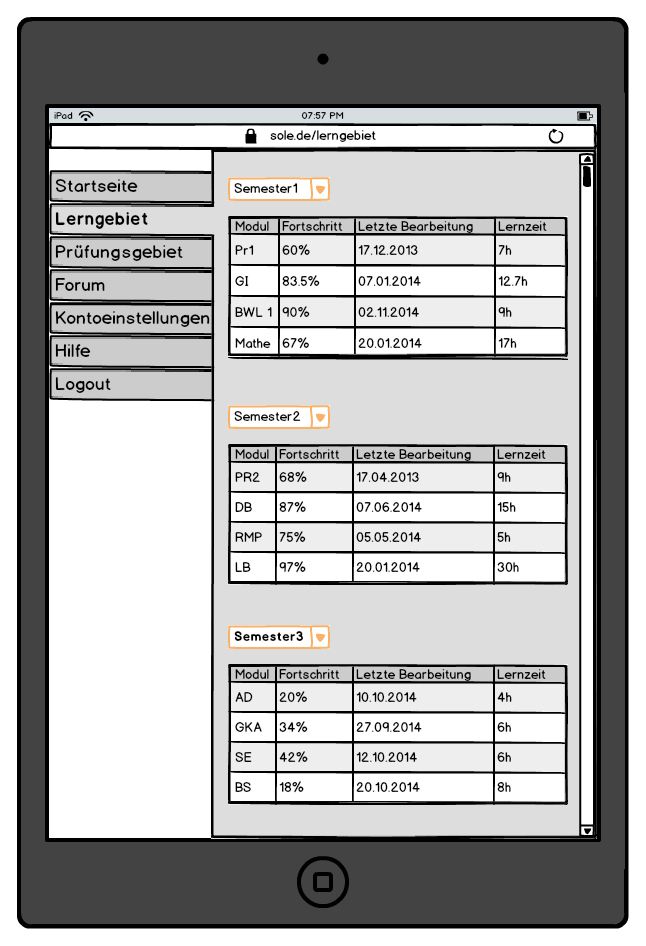 iPad 07:57 PM
sole.de/lerngebiet
Startseite
Lerngebiet
Prüfungsgebiet
Forum
Kontoeinstellungen
Hilfe
Logout
Semester1
Modul Fortschritt Letzte Bearbeitung Lernzeit
Pr1 60% 17.12.2013 7h
GI 83.5% 07.01.2014 12.7h
BWL 1 90% 02.11.2014 9h
Mathe 67% 20.01.2014 17h
Semester2
Modul Fortschritt Letzte Bearbeitung Lernzeit
PR2 68% 17.04.2013 9h
DB 87% 07.06.2014 15h
RMP 75% 05.05.2014 5h
LB 97% 20.01.2014 30h
Semester3
Modul Fortschritt Letzte Bearbeitung Lernzeit
AD 20% 10.10.2014 4h
GKA 34% 27.09.2014 6h
SE 42% 12.10.2014 6h
BS 18% 20.10.2014 8h